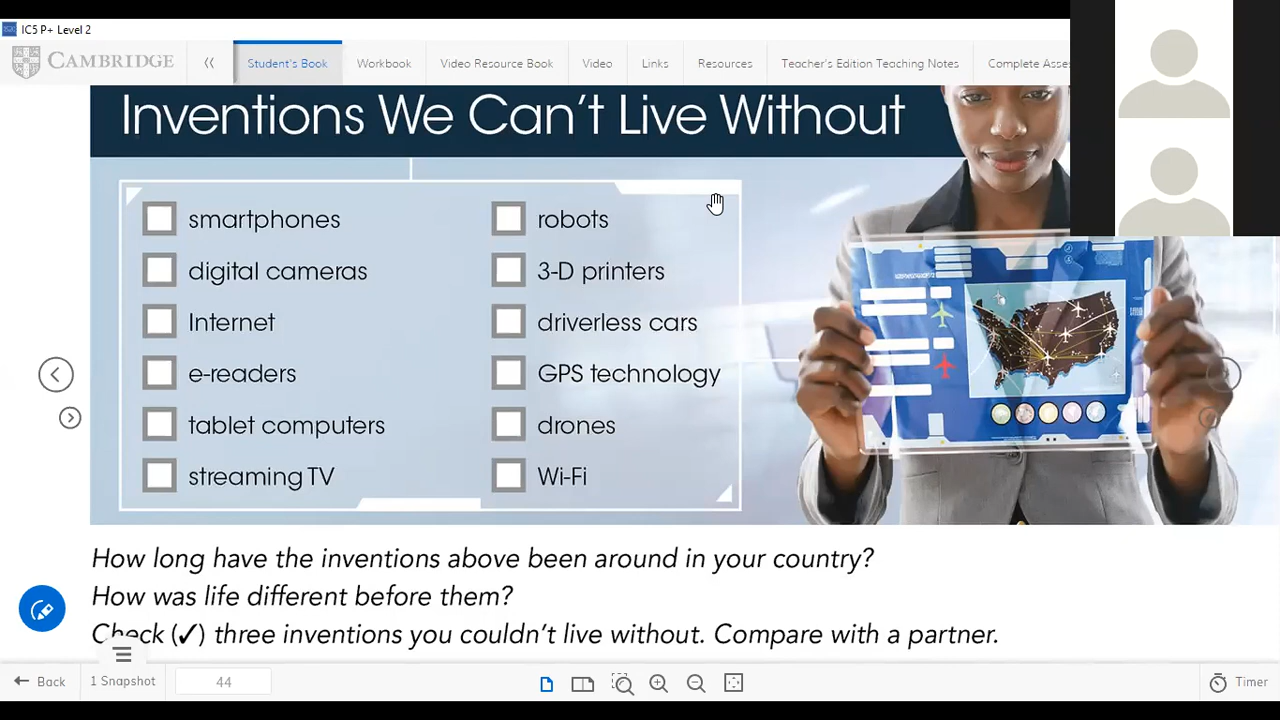 IC5 P+ Level 2
CAMBRIDGE
Student's Book
Workbook
Video Resource Book
Video
Links
Resources
Teacher's Edition Teaching Notes
Complete Asse
Inventions We Can't Live Without
smartphones
digital cameras
Internet
e-readers
tablet computers
streaming TV
robots
3-D printers
driverless cars
GPS technology
drones
Wi-Fi
How long have the inventions above been around in your country?
How was life different before them?
Check (✓) three inventions you couldn't live without. Compare with a partner.
Back
1 Snapshot
44
Timer